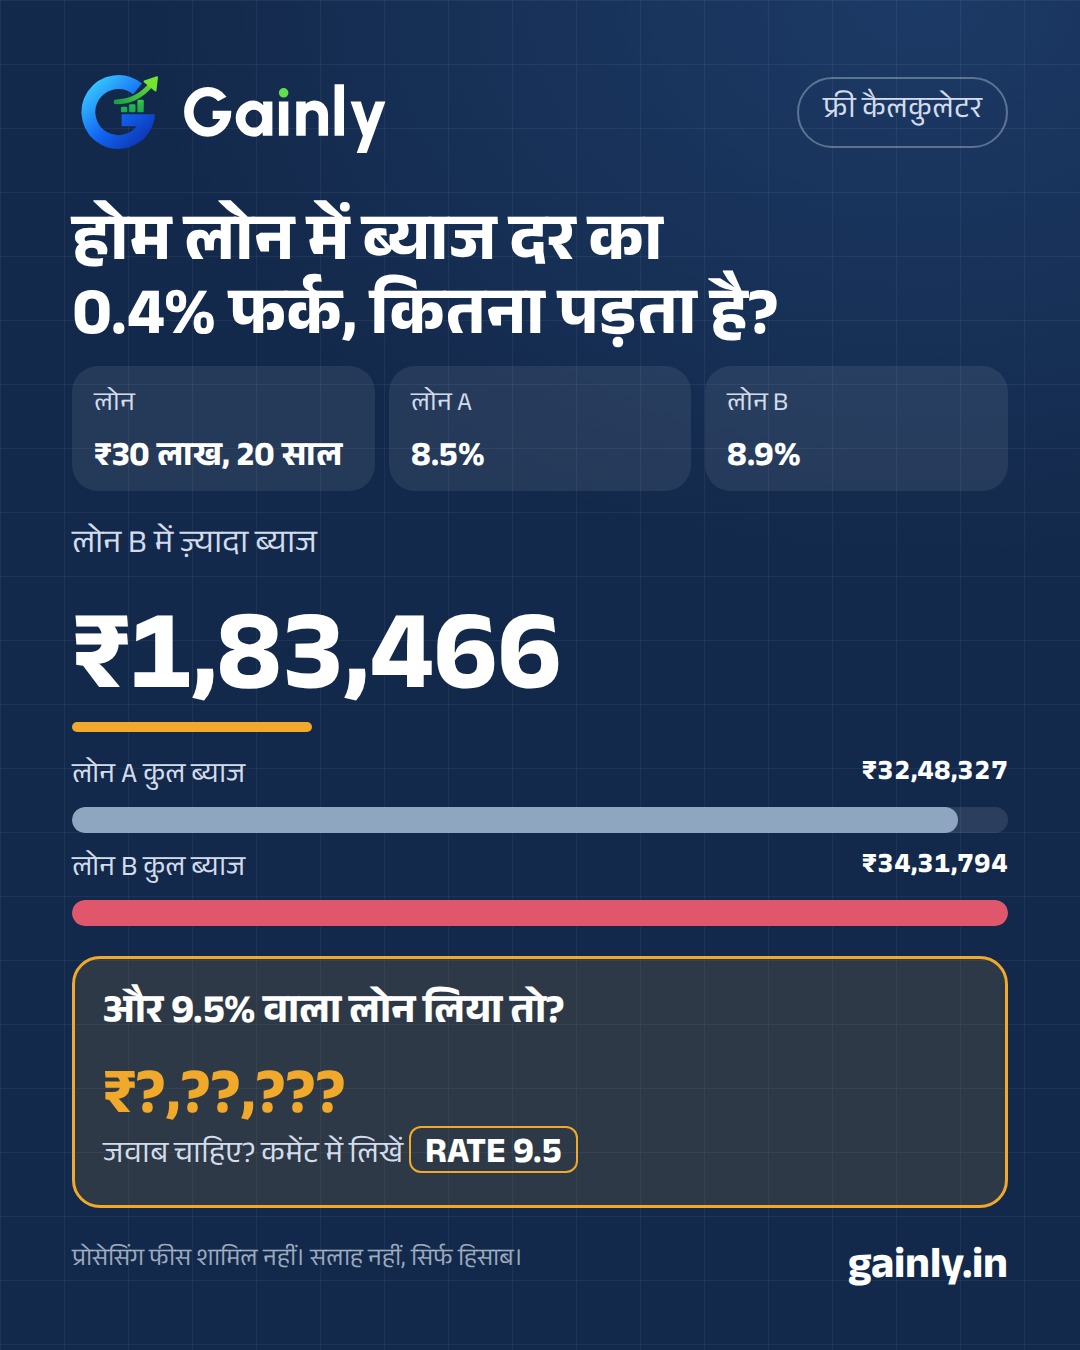 Gainly
फ्री कैलकुलेटर
होम लोन में ब्याज दर का
0.4% फर्क, कितना पड़ता है?
लोन
₹30 लाख, 20 साल
लोन A
8.5%
लोन B
8.9%
लोन B में ज़्यादा ब्याज
₹1,83,466
लोन A कुल ब्याज
₹32,48,327
लोन B कुल ब्याज
₹34,31,794
और 9.5% वाला लोन लिया तो?
₹?,??,???
जवाब चाहिए? कमेंट में लिखें RATE 9.5
प्रोसेसिंग फीस शामिल नहीं। सलाह नहीं, सिर्फ हिसाब।
gainly.in